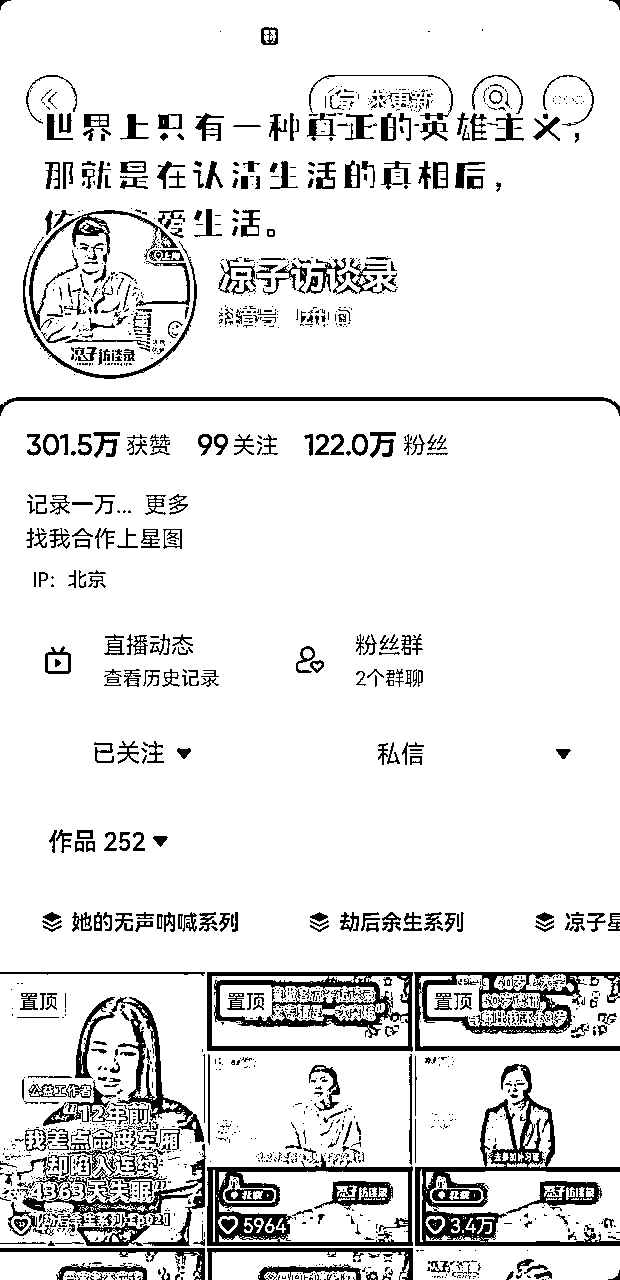 求更新
世界上只有一种真正的英雄主义，
那就是在认清生活的真相后，
爱生活。
凉子访谈录
凉子访谈录
抖音号
301.5万 获赞 99 关注 122.0万 粉丝
记录一万... 更多
找我合作上星图
IP: 北京
直播动态
查看历史记录
粉丝群
2个群聊
已关注
私信
作品 252
她的无声呐喊系列
劫后余生系列
凉子星
置顶
置顶
置顶
公益工作者
“12年前
我差点命丧车厢
却陷入连续
4363天失眠”
凉子访谈录
5964
凉子访谈录
3.4万